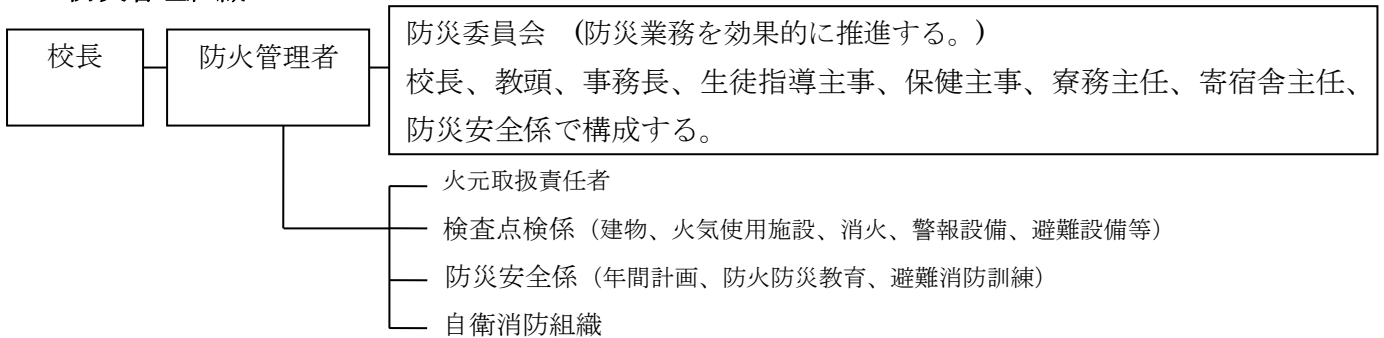 校長
防火管理者
防災委員会 (防災業務を効果的に推進する。)
校長、教頭、事務長、生徒指導主事、保健主事、寮務主任、寄宿舎主任、
防災安全係で構成する。
火元取扱責任者
検査点検係（建物、火気使用施設、消火、警報設備、避難設備等）
防災安全係（年間計画、防火防災教育、避難消防訓練）
自衛消防組織